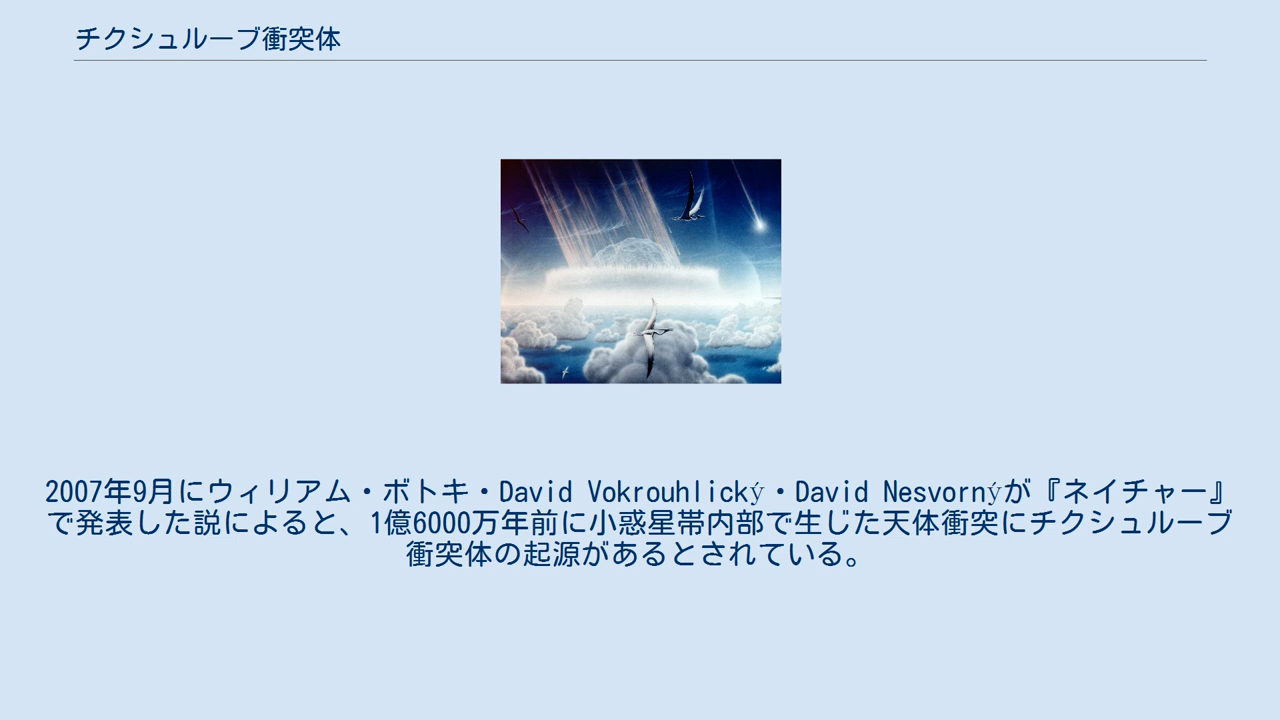 チクシュルーブ衝突体
2007年9月にウィリアム・ボトキ・David Vokrouhlický・David Nesvornýが『ネイチャー』
で発表した説によると、1億6000万年前に小惑星帯内部で生じた天体衝突にチクシュルーブ
衝突体の起源があるとされている。